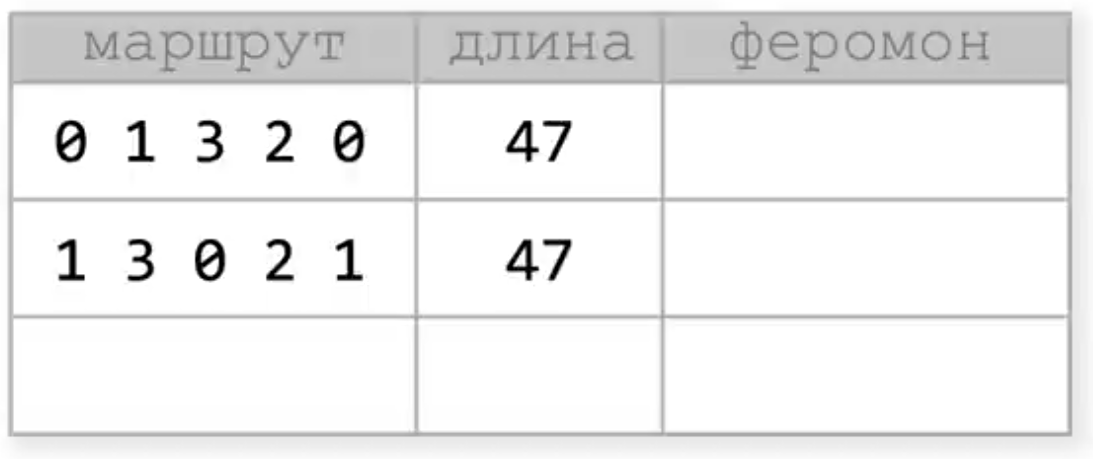 маршрут длина феромон
0 1 3 2 0 47
1 3 0 2 1 47